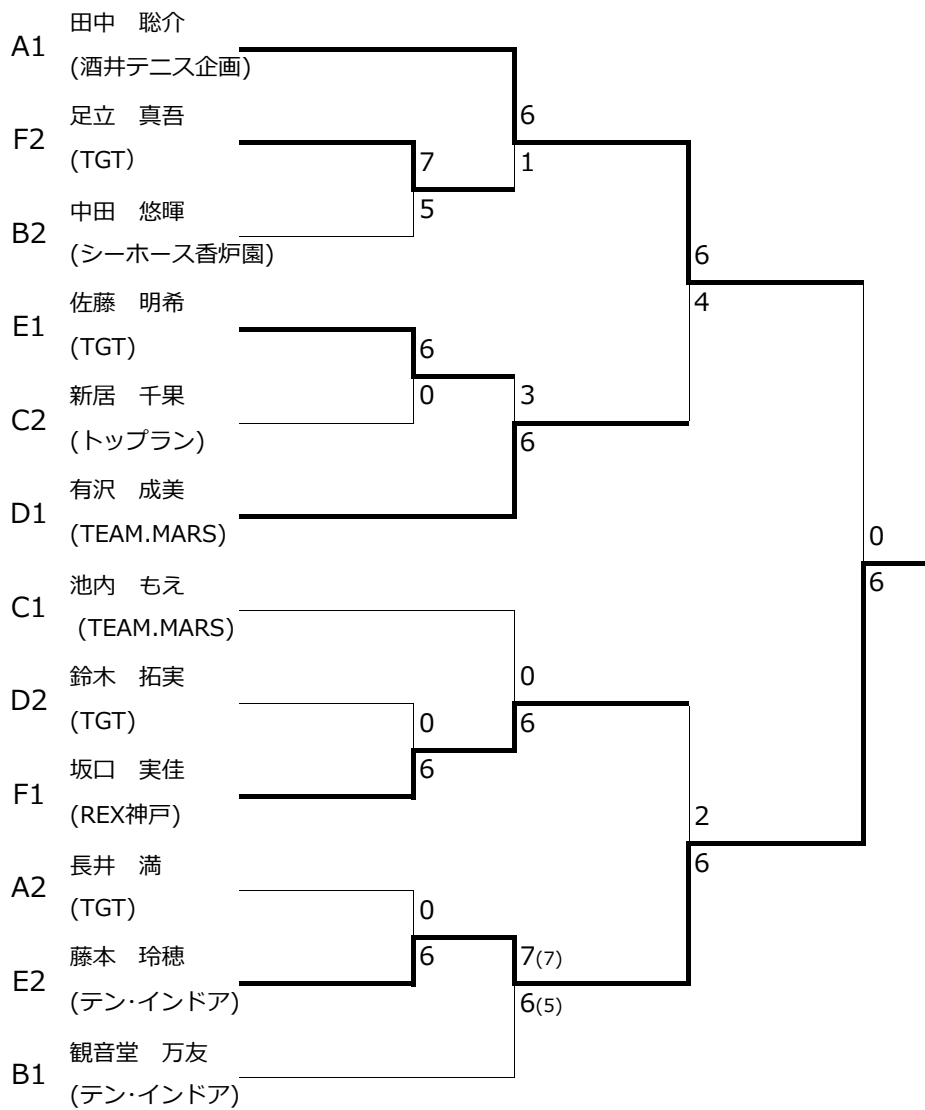 A1
田中　聡介
(酒井テニス企画)
6
F2
足立　真吾
(TGT）
7
1
B2
中田　悠暉
(シーホース香炉園)
5
6
4
E1
佐藤　明希
(TGT)
6
C2
新居　千果
(トップラン)
0
3
6
D1
有沢　成美
(TEAM.MARS)
0
6
C1
池内　もえ
(TEAM.MARS)
0
D2
鈴木　拓実
(TGT)
0
6
F1
坂口　実佳
(REX神戸)
6
2
6
A2
長井　満
(TGT)
0
E2
藤本　玲穂
(テン･インドア)
6
7(7)
6(5)
B1
観音堂　万友
(テン･インドア)